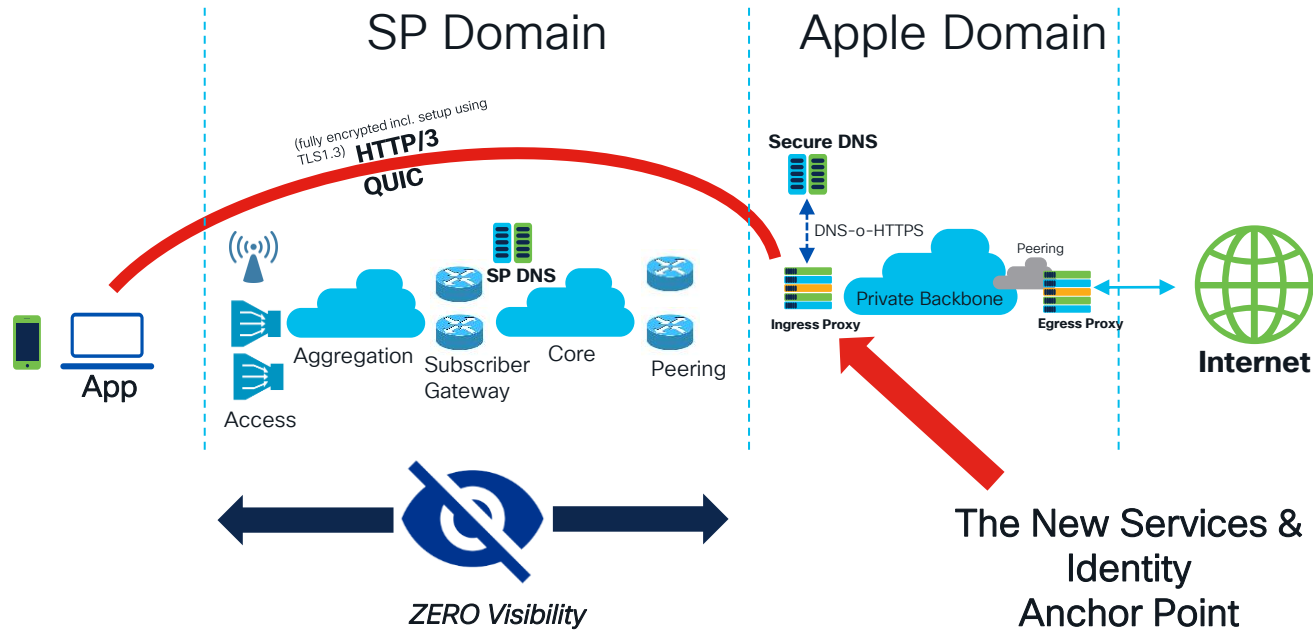 SP Domain
Apple Domain
(fully encrypted incl. setup using
TLS1.3) HTTP/3
QUIC
Secure DNS
DNS-o-HTTPS
SP DNS
Peering
Private Backbone
Ingress Proxy
Egress Proxy
Aggregation
Subscriber
Gateway
Core
Peering
Internet
App
Access
The New Services &
Identity
Anchor Point
ZERO Visibility